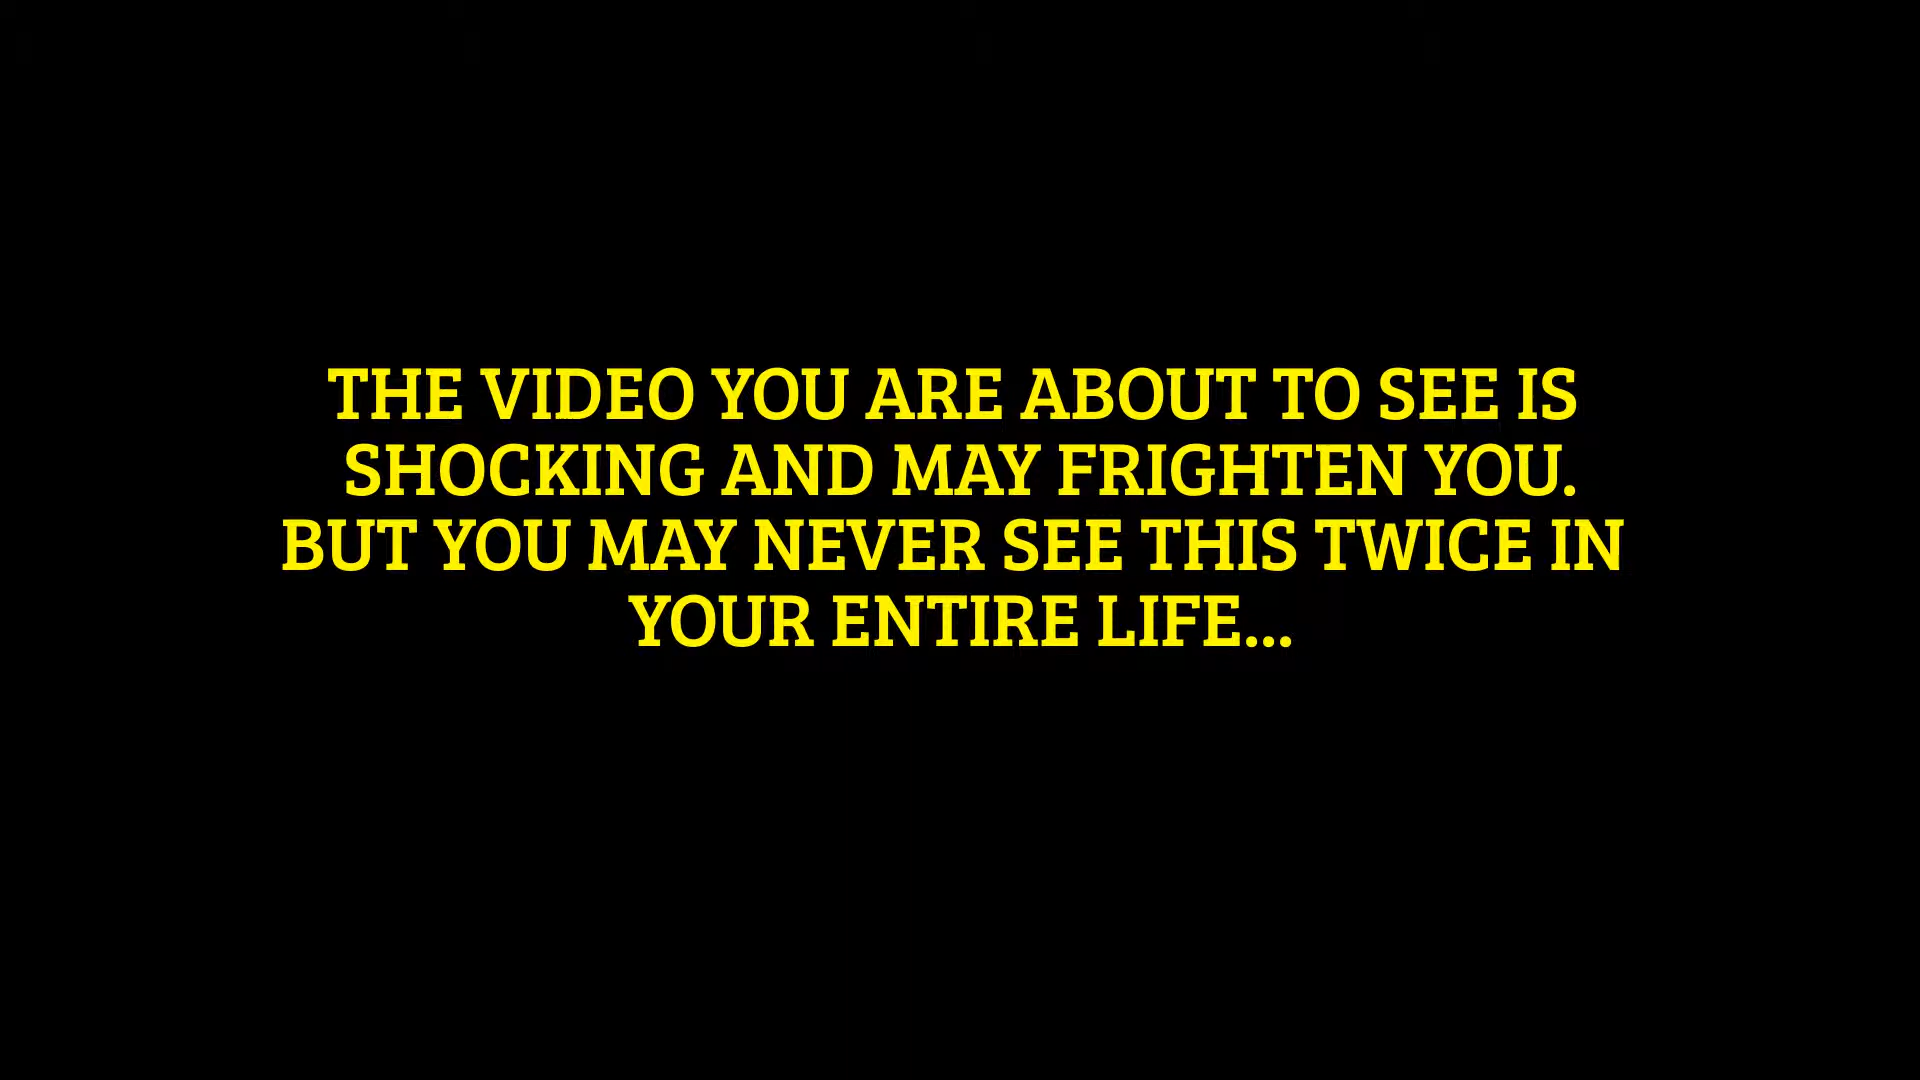 THE VIDEO YOU ARE ABOUT TO SEE IS
SHOCKING AND MAY FRIGHTEN YOU.
BUT YOU MAY NEVER SEE THIS TWICE IN
YOUR ENTIRE LIFE...